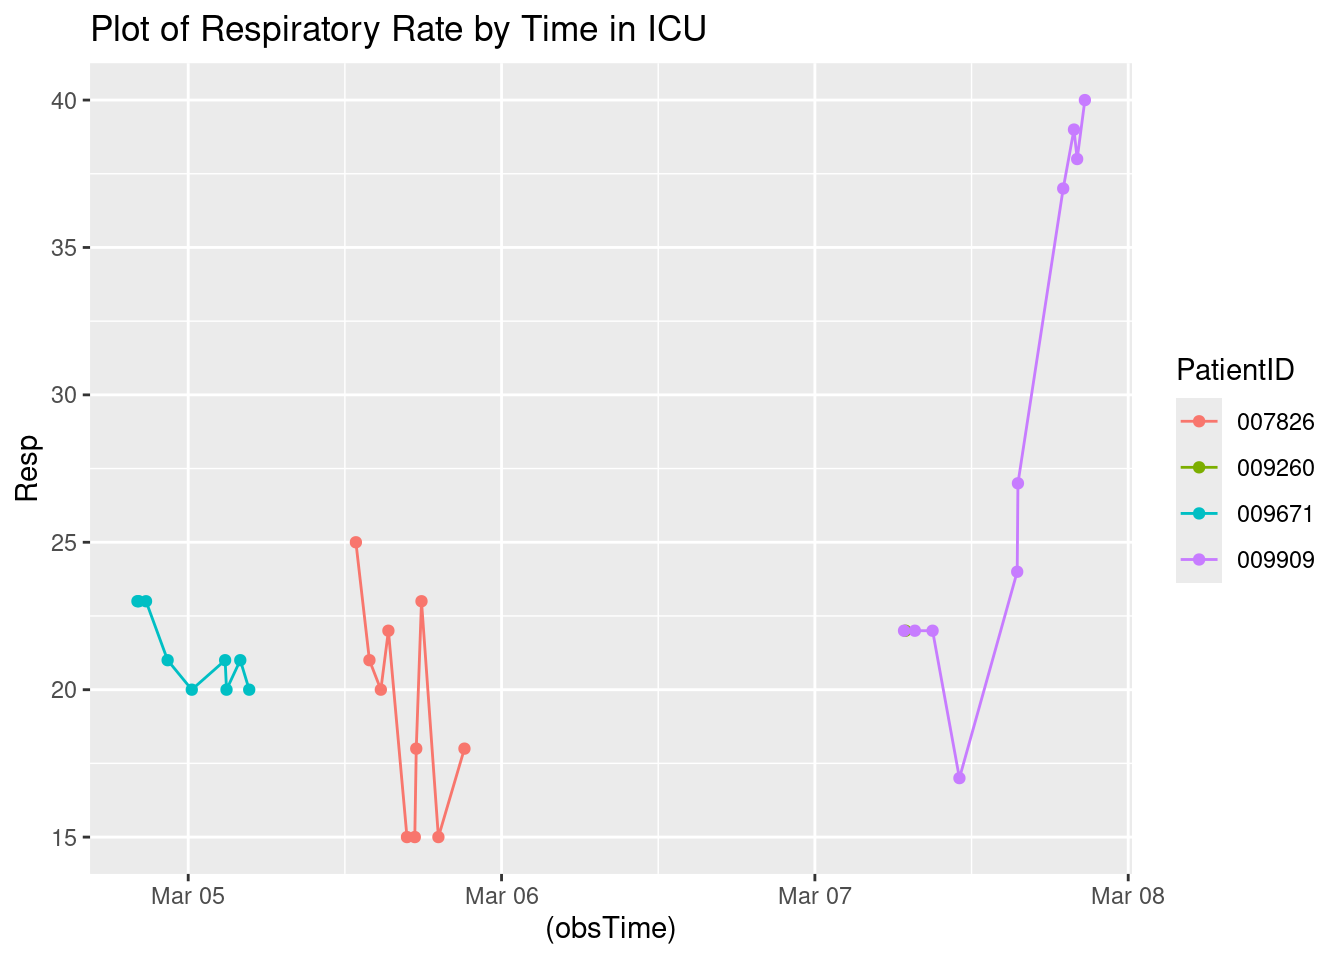 Plot of Respiratory Rate by Time in ICU
40
35
30
25
20
15
Resp
Mar 05
Mar 06
Mar 07
Mar 08
(obsTime)
PatientID
007826
009260
009671
009909